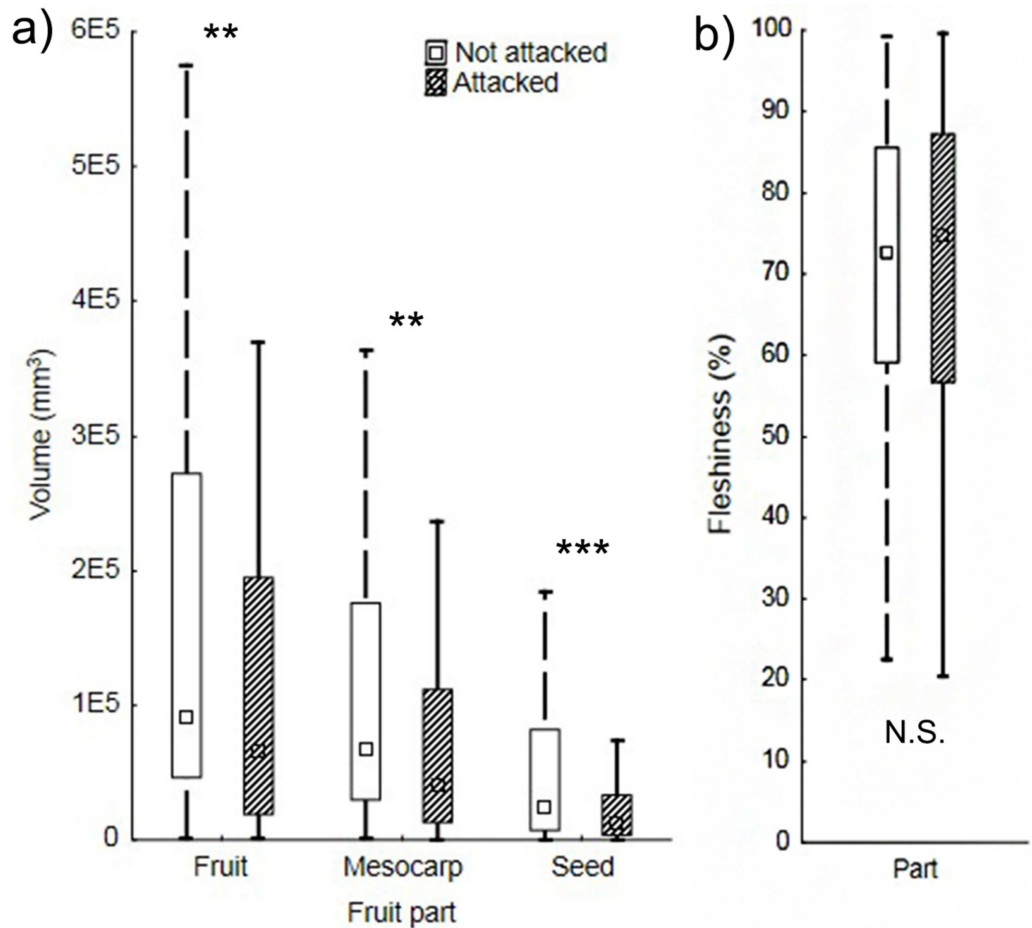 a)
6E5
5E5
4E5
3E5
2E5
1E5
0
Volume (mm³)
**
**
***
Not attacked
Attacked
Fruit
Mesocarp
Seed
Fruit part
b)
100
90
80
70
60
50
40
30
20
10
0
Fleshiness (%)
N.S.
Part